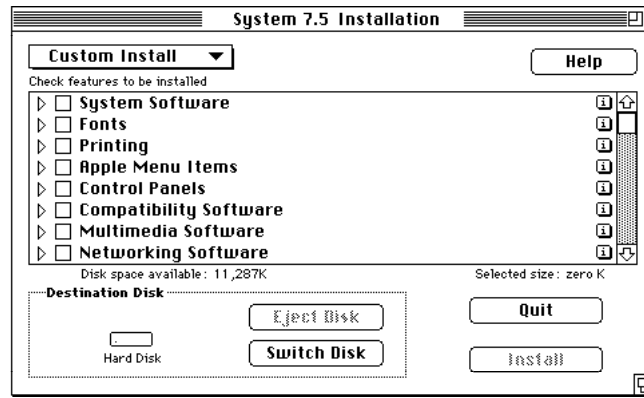 System 7.5 Installation
Custom Install
Help
Check features to be installed
System Software
Fonts
Printing
Apple Menu Items
Control Panels
Compatibility Software
Multimedia Software
Networking Software
Disk space available: 11,287K Selected size: zero K
Destination Disk
Eject Disk
Quit
Hard Disk
Switch Disk
Install